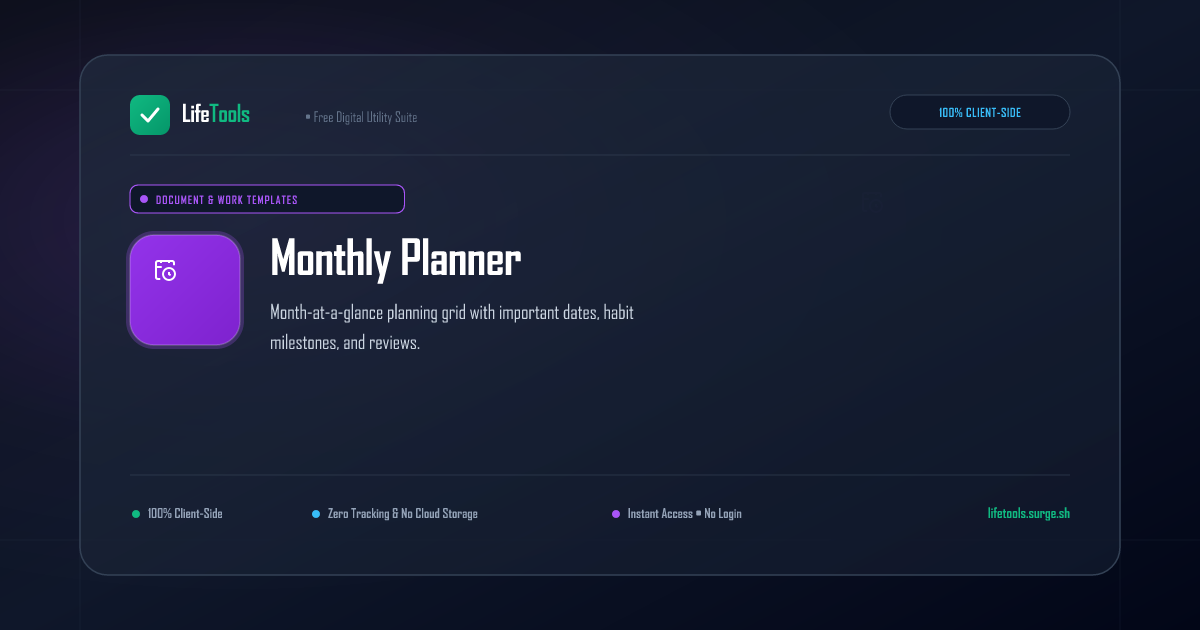 LifeTools
▪ Free Digital Utility Suite
100% CLIENT-SIDE
DOCUMENT & WORK TEMPLATES
Monthly Planner
Month-at-a-glance planning grid with important dates, habit
milestones, and reviews.
100% Client-Side
Zero Tracking & No Cloud Storage
Instant Access ▪ No Login
lifetools.surge.sh